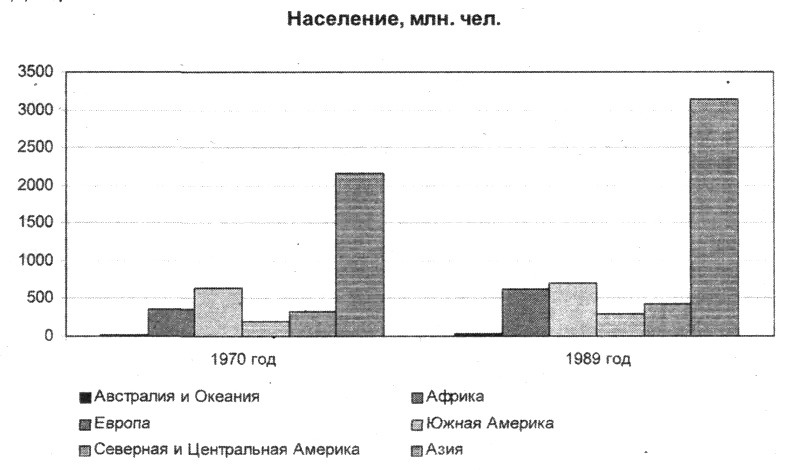 Население, млн. чел.
3500
3000
2500
2000
1500
1000
500
0
1970 год 1989 год
Австралия и Океания Африка
Европа Южная Америка
Северная и Центральная Америка Азия